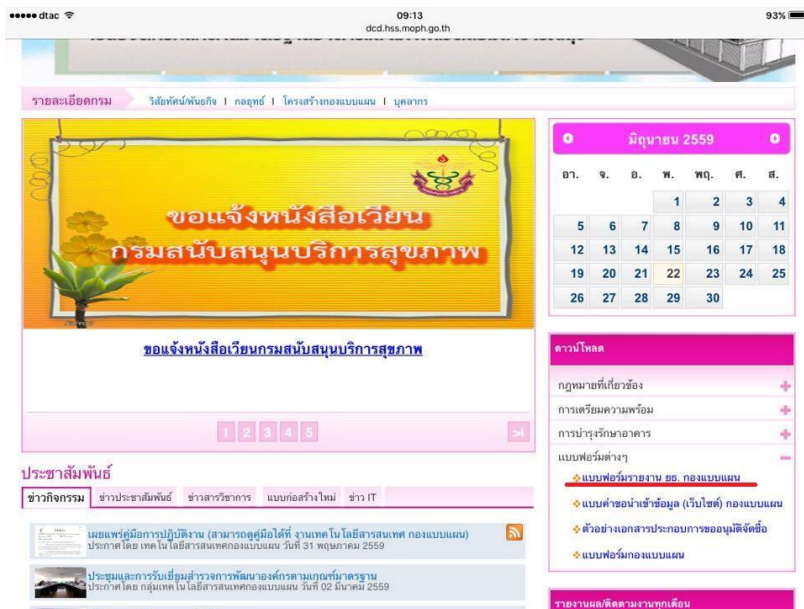 dtac
09:13
dcd.hss.moph.go.th
93%
รายละเอียดกรม
วิสัยทัศน์/พันธกิจ | กลยุทธ์ | โครงสร้างกองแบบแผน | บุคลากร
ขอแจ้งหนังสือเวียน
กรมสนับสนุนบริการสุขภาพ
ขอแจ้งหนังสือเวียนกรมสนับสนุนบริการสุขภาพ
1 2 3 4 5 >|
ประชาสัมพันธ์
ข่าวกิจกรรม ข่าวประชาสัมพันธ์ ข่าวสารวิชาการ แบบก่อสร้างใหม่ ข่าว IT
เผยแพร่คู่มือการปฏิบัติงาน (สามารถดูคู่มือได้ที่ งานเทคโนโลยีสารสนเทศ กองแบบแผน)
ประกาศโดย เทคโนโลยีสารสนเทศกองแบบแผน วันที่ 31 พฤษภาคม 2559
ประชุมและการรับเยี่ยมสำรวจการพัฒนาองค์กรตามเกณฑ์มาตรฐาน
ประกาศโดย กลุ่มเทคโนโลยีสารสนเทศกองแบบแผน วันที่ 02 มีนาคม 2559
มิถุนายน 2559
อา. จ. อ. พ. พฤ. ศ. ส.
1 2 3 4
5 6 7 8 9 10 11
12 13 14 15 16 17 18
19 20 21 22 23 24 25
26 27 28 29 30
ดาวน์โหลด
กฎหมายที่เกี่ยวข้อง
การเตรียมความพร้อม
การบำรุงรักษาอาคาร
แบบฟอร์มต่างๆ
แบบฟอร์มรายงาน ยธ. กองแบบแผน
แบบคำขอนำเข้าข้อมูล (เว็บไซต์) กองแบบแผน
ตัวอย่างเอกสารประกอบการขออนุมัติจัดซื้อ
แบบฟอร์มกองแบบแผน
รายงานผล/ติดตามงานทุกเดือน